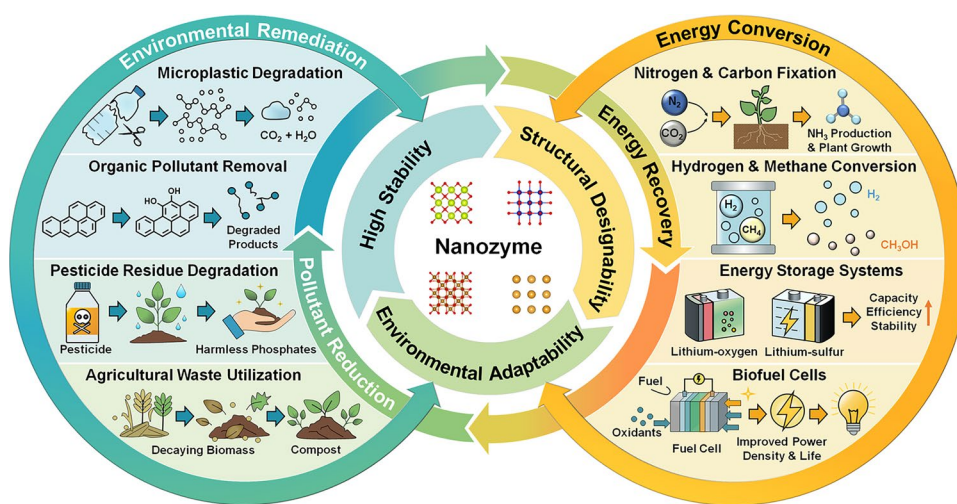 Environmental Remediation
Microplastic Degradation
CO₂ + H₂O
Organic Pollutant Removal
OH
HO
Degraded
Products
Pesticide Residue Degradation
Pesticide
Harmless Phosphates
Agricultural Waste Utilization
Decaying Biomass
Compost
Pollutant Reduction
High Stability
Structural Designability
Environmental Adaptability
Nanozyme
Energy Recovery
Energy Conversion
Nitrogen & Carbon Fixation
N₂
CO₂
NH₃ Production
& Plant Growth
Hydrogen & Methane Conversion
H₂
CH₄
H₂
CH₃OH
Energy Storage Systems
Lithium-oxygen
Lithium-sulfur
Capacity
Efficiency
Stability
Biofuel Cells
Fuel
Oxidants
Fuel Cell
Improved Power
Density & Life